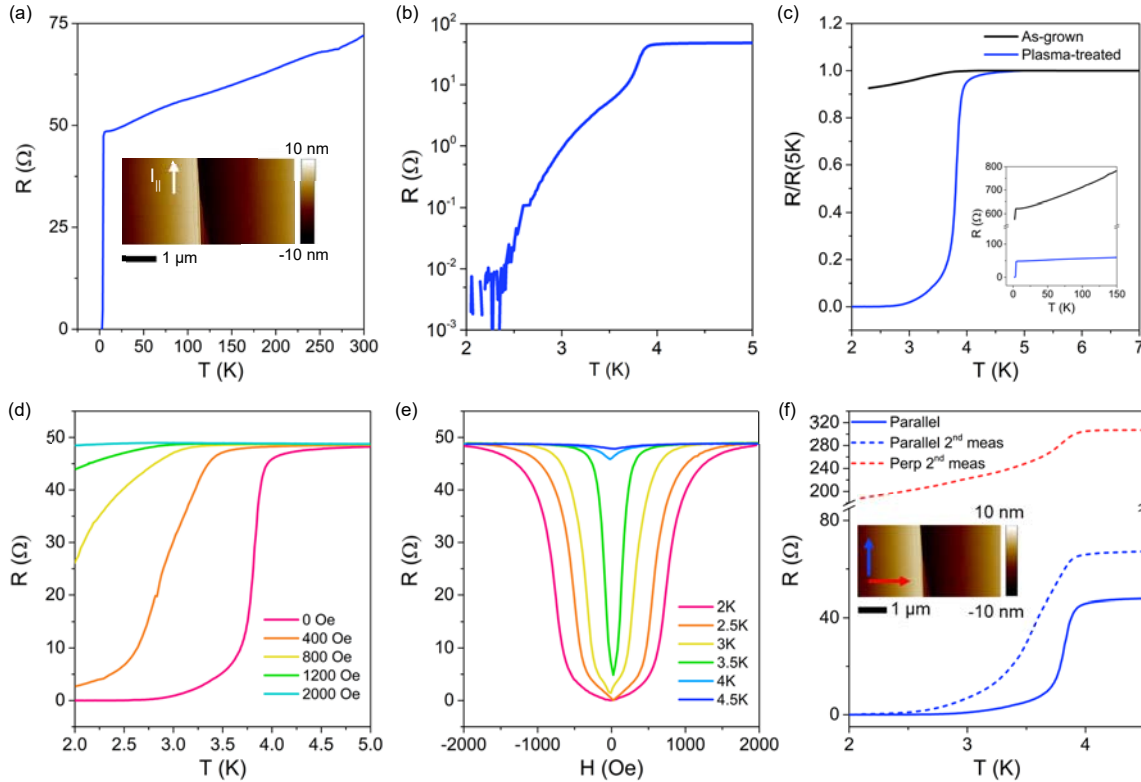 (a)
75
50
25
0
R (Ω)
0 50 100 150 200 250 300
T (K)
I||
10 nm
-10 nm
1 µm
(b)
10²
10¹
10⁰
10⁻¹
10⁻²
10⁻³
R (Ω)
2 3 4 5
T (K)
(c)
As-grown
Plasma-treated
1.2
1.0
0.8
0.6
0.4
0.2
0.0
R/R(5K)
2 3 4 5 6 7
T (K)
800
700
600
100
0
R (Ω)
0 50 100 150
T (K)
(d)
50
40
30
20
10
0
R (Ω)
0 Oe
400 Oe
800 Oe
1200 Oe
2000 Oe
2.0 2.5 3.0 3.5 4.0 4.5 5.0
T (K)
(e)
50
40
30
20
10
0
R (Ω)
2K
2.5K
3K
3.5K
4K
4.5K
-2000 -1000 0 1000 2000
H (Oe)
(f)
Parallel
Parallel 2nd meas
Perp 2nd meas
320
280
240
200
80
40
0
R (Ω)
10 nm
-10 nm
1 µm
2 3 4
T (K)